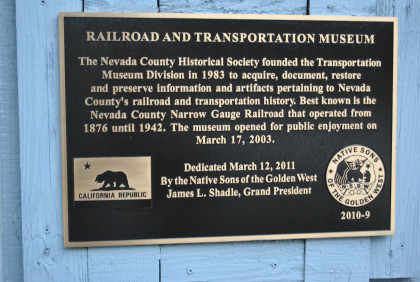 RAILROAD AND TRANSPORTATION MUSEUM
The Nevada County Historical Society founded the Transportation
Museum Division in 1983 to acquire, document, restore
and preserve information and artifacts pertaining to Nevada
County's railroad and transportation history. Best known is the
Nevada County Narrow Gauge Railroad that operated from
1876 until 1942. The museum opened for public enjoyment on
March 17, 2003.
CALIFORNIA REPUBLIC
Dedicated March 12, 2011
By the Native Sons of the Golden West
James L. Shadle, Grand President
NATIVE SONS
OF THE GOLDEN WEST
2010-9